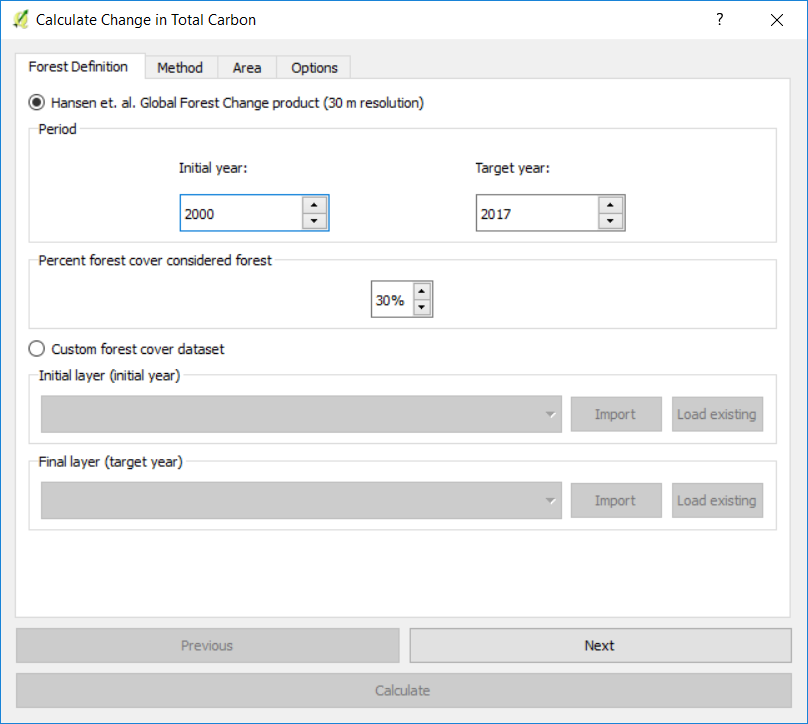 Calculate Change in Total Carbon
?
Forest Definition Method Area Options
Hansen et. al. Global Forest Change product (30 m resolution)
Period
Initial year: Target year:
2000 2017
Percent forest cover considered forest
30%
Custom forest cover dataset
Initial layer (initial year)
Import Load existing
Final layer (target year)
Import Load existing
Previous Next
Calculate